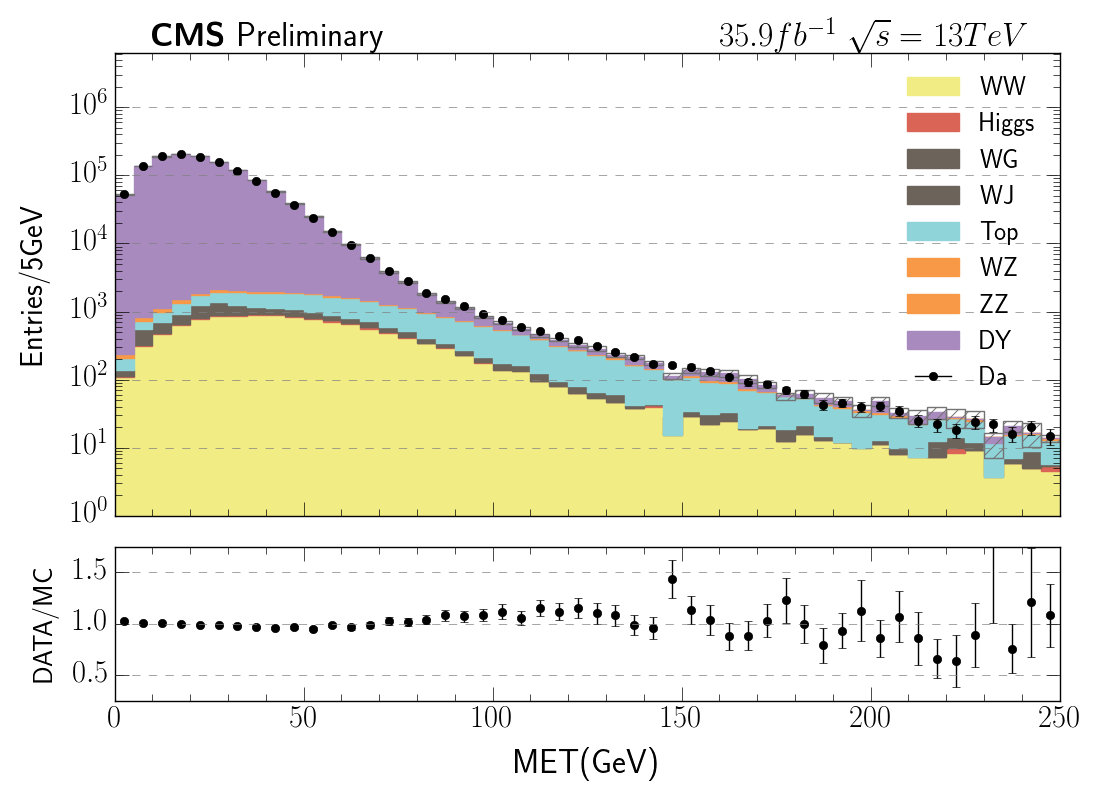 CMS Preliminary
35.9fb⁻¹ √s = 13TeV
Entries/5GeV
10⁶
10⁵
10⁴
10³
10²
10¹
10⁰
WW
Higgs
WG
WJ
Top
WZ
ZZ
DY
Da
DATA/MC
1.5
1.0
0.5
0 50 100 150 200 250
MET(GeV)